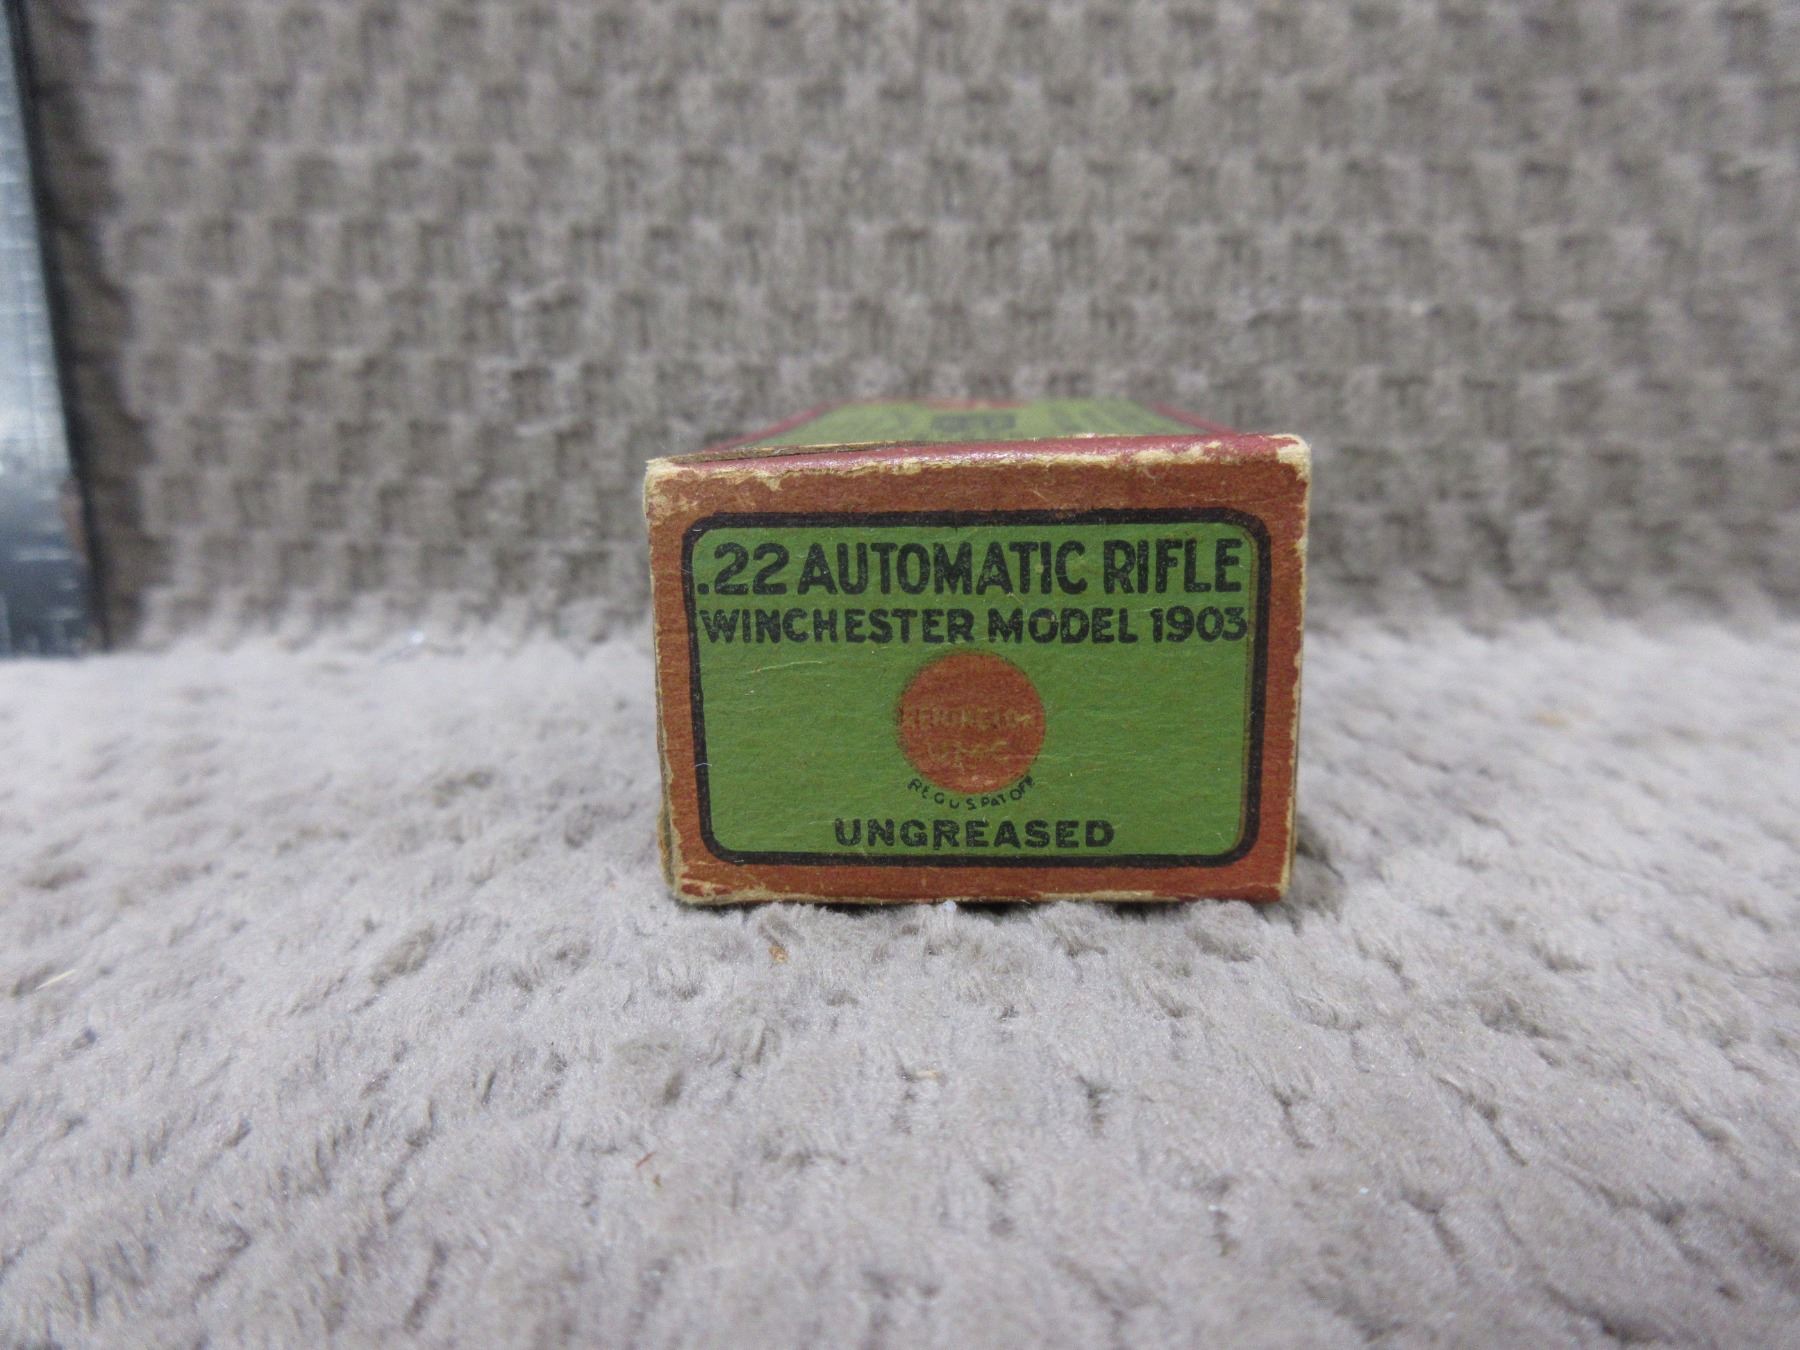 .22 AUTOMATIC RIFLE
WINCHESTER MODEL 1903
REMINGTON
UMC
REG. U.S. PAT. OFF.
UNGREASED